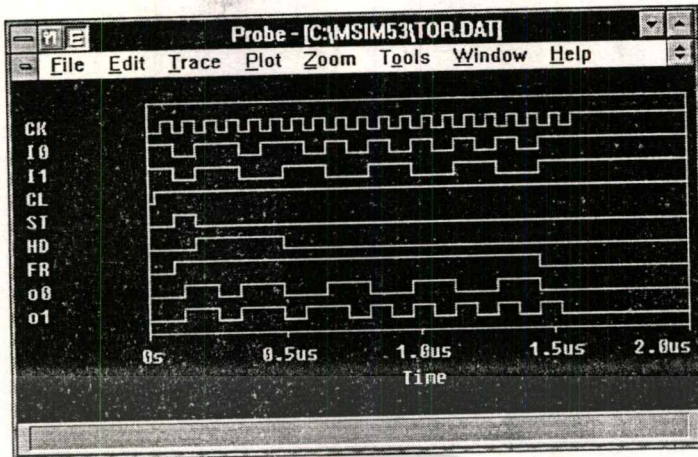 Probe - [C:\MSIM53\TOR.DAT]
File Edit Trace Plot Zoom Tools Window Help
CK
I0
I1
CL
ST
HD
FR
o0
o1
0s 0.5us 1.0us 1.5us 2.0us
Time